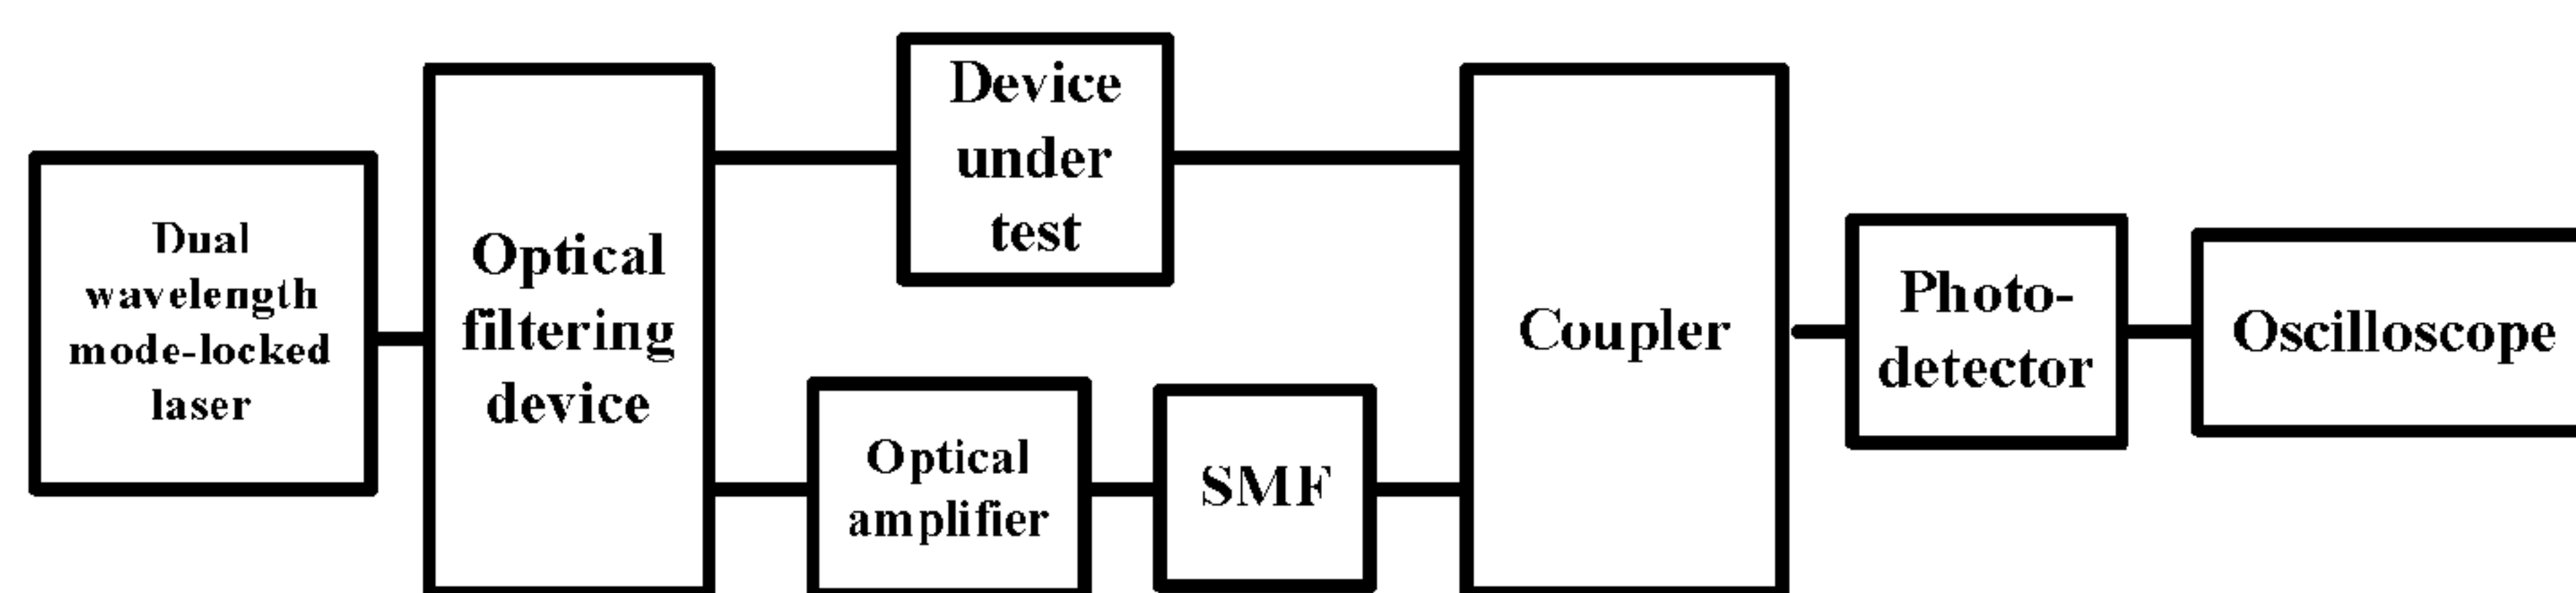 Dual
wavelength
mode-locked
laser
Optical
filtering
device
Device
under
test
Optical
amplifier
SMF
Coupler
Photo-
detector
Oscilloscope